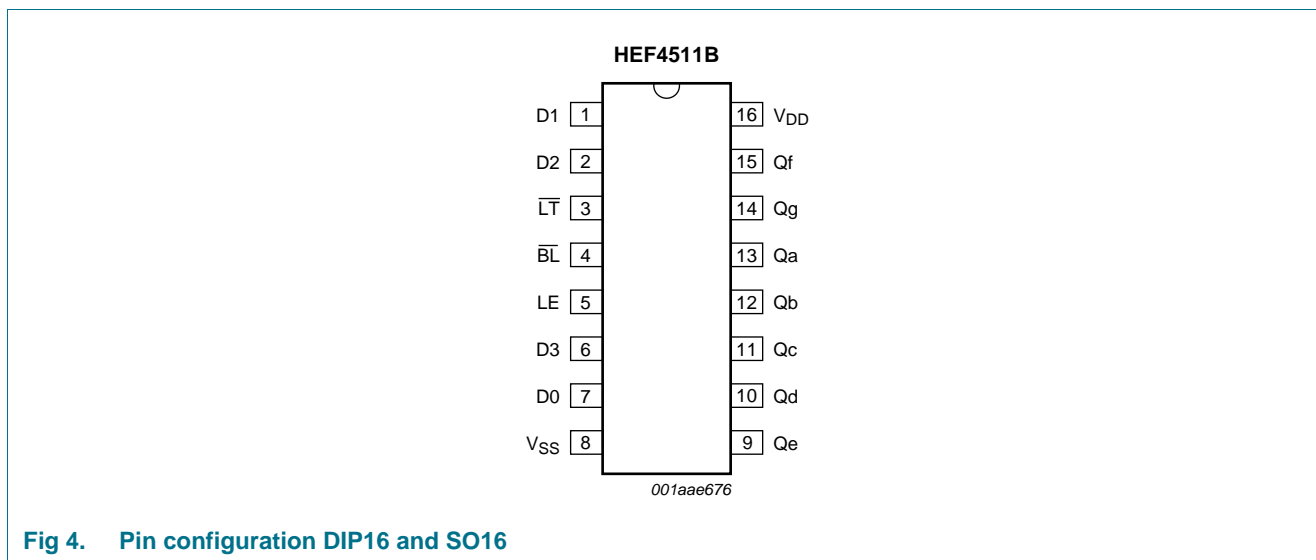 HEF4511B
D1 1 16 VDD
D2 2 15 Qf
L̅T̅ 3 14 Qg
B̅L̅ 4 13 Qa
LE 5 12 Qb
D3 6 11 Qc
D0 7 10 Qd
VSS 8 9 Qe
001aae676
Fig 4. Pin configuration DIP16 and SO16